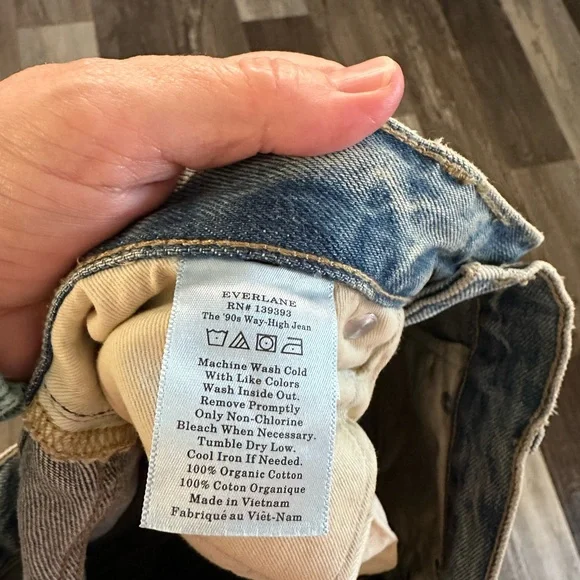 EVERLANE
RN# 139393
The '90s Way-High Jean
Machine Wash Cold
With Like Colors
Wash Inside Out.
Remove Promptly
Only Non-Chlorine
Bleach When Necessary.
Tumble Dry Low.
Cool Iron If Needed.
100% Organic Cotton
100% Coton Organique
Made in Vietnam
Fabriqué au Viêt-Nam